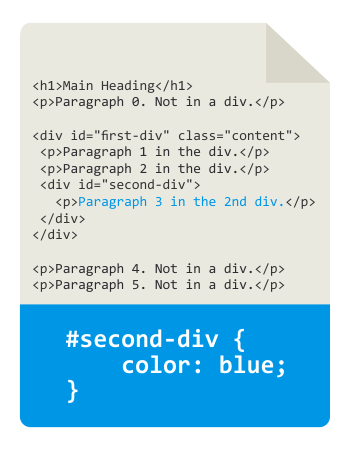 <h1>Main Heading</h1>
<p>Paragraph 0. Not in a div.</p>
<div id="first-div" class="content">
<p>Paragraph 1 in the div.</p>
<p>Paragraph 2 in the div.</p>
<div id="second-div">
<p>Paragraph 3 in the 2nd div.</p>
</div>
</div>
<p>Paragraph 4. Not in a div.</p>
<p>Paragraph 5. Not in a div.</p>
#second-div {
color: blue;
}